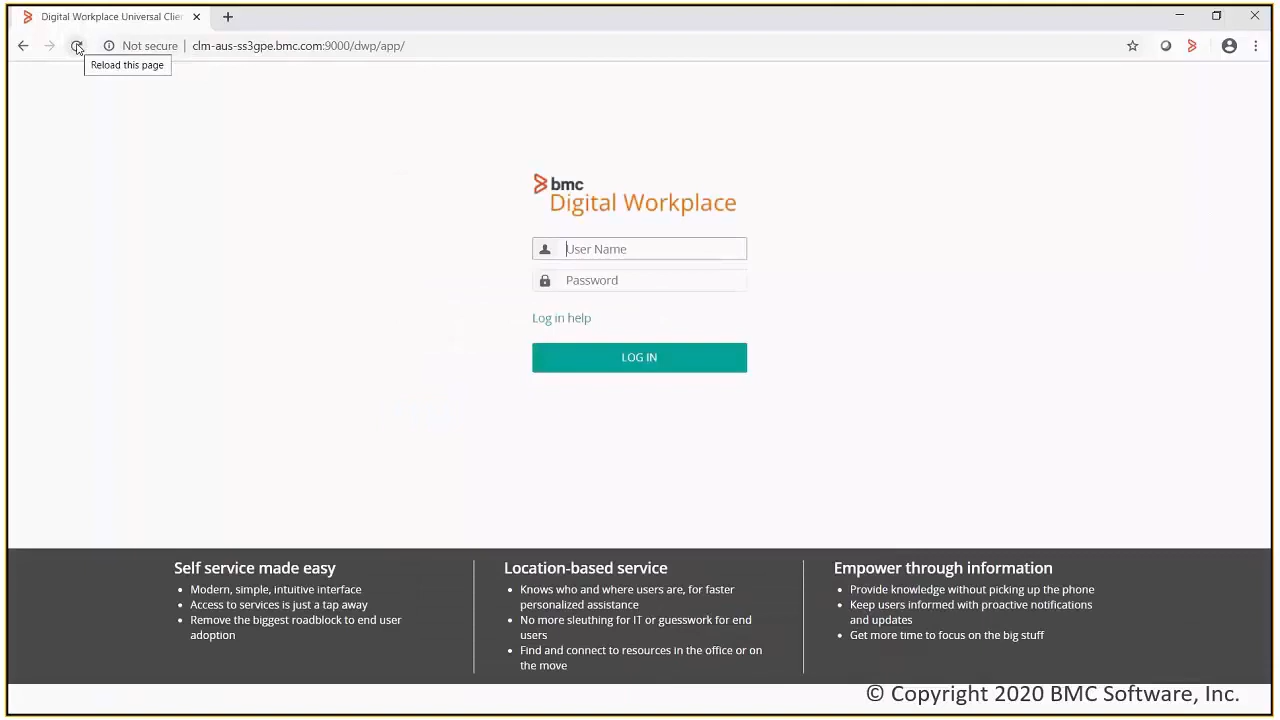 Digital Workplace Universal Clier
Not secure | clm-aus-ss3gpe.bmc.com:9000/dwp/app/
Reload this page
bmc
Digital Workplace
User Name
Password
Log in help
LOG IN
Self service made easy
• Modern, simple, intuitive interface
• Access to services is just a tap away
• Remove the biggest roadblock to end user
adoption
Location-based service
• Knows who and where users are, for faster
personalized assistance
• No more sleuthing for IT or guesswork for end
users
• Find and connect to resources in the office or on
the move
Empower through information
• Provide knowledge without picking up the phone
• Keep users informed with proactive notifications
and updates
• Get more time to focus on the big stuff
© Copyright 2020 BMC Software, Inc.